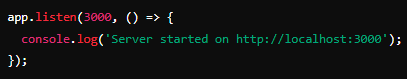 app.listen(3000, () => {
  console.log('Server started on http://localhost:3000');
});